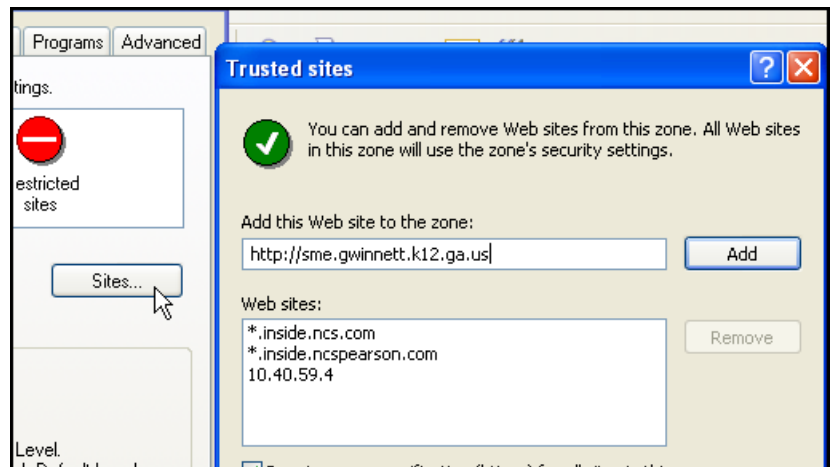 Programs
Advanced
tings.
estricted
sites
Sites...
Level.
Trusted sites
You can add and remove Web sites from this zone. All Web sites
in this zone will use the zone's security settings.
Add this Web site to the zone:
http://sme.gwinnett.k12.ga.us
Add
Web sites:
*.inside.ncs.com
*.inside.ncspearson.com
10.40.59.4
Remove